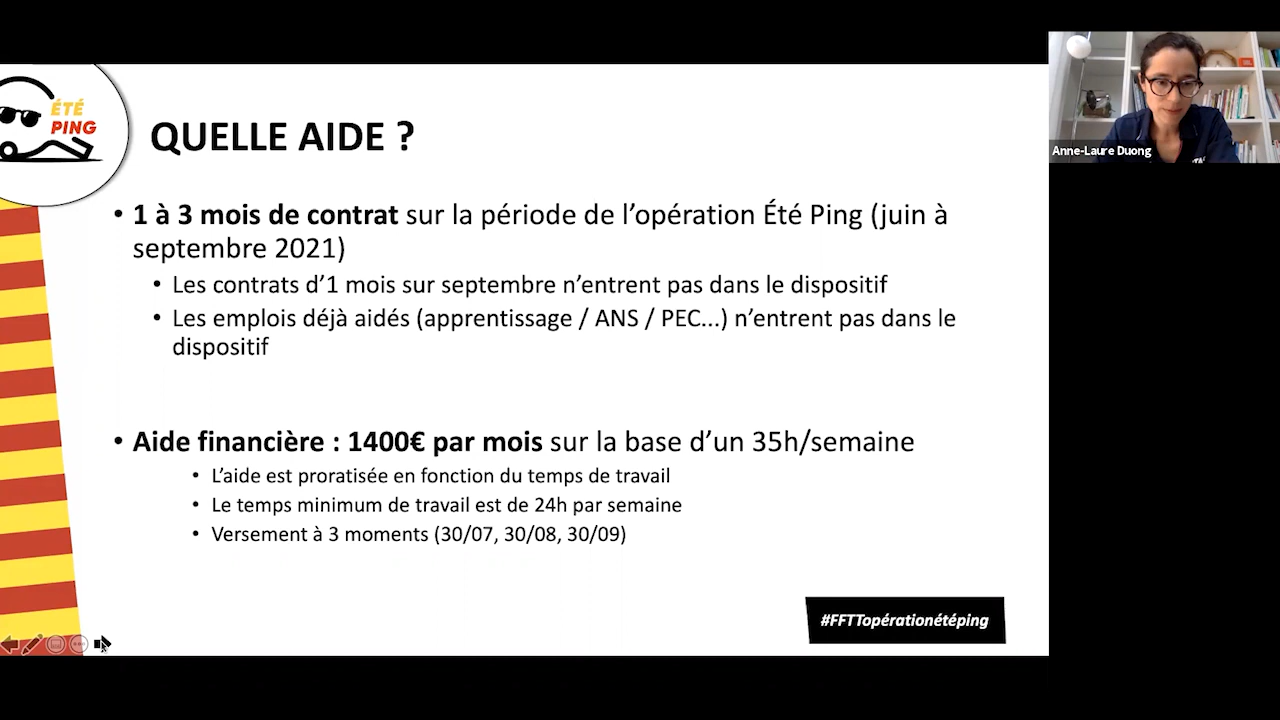 ÉTÉ
PING
QUELLE AIDE ?
Anne-Laure Duong
• 1 à 3 mois de contrat sur la période de l’opération Été Ping (juin à
septembre 2021)
• Les contrats d’1 mois sur septembre n’entrent pas dans le dispositif
• Les emplois déjà aidés (apprentissage / ANS / PEC...) n’entrent pas dans le
dispositif
• Aide financière : 1400€ par mois sur la base d’un 35h/semaine
• L’aide est proratisée en fonction du temps de travail
• Le temps minimum de travail est de 24h par semaine
• Versement à 3 moments (30/07, 30/08, 30/09)
#FFTTopérationétéping